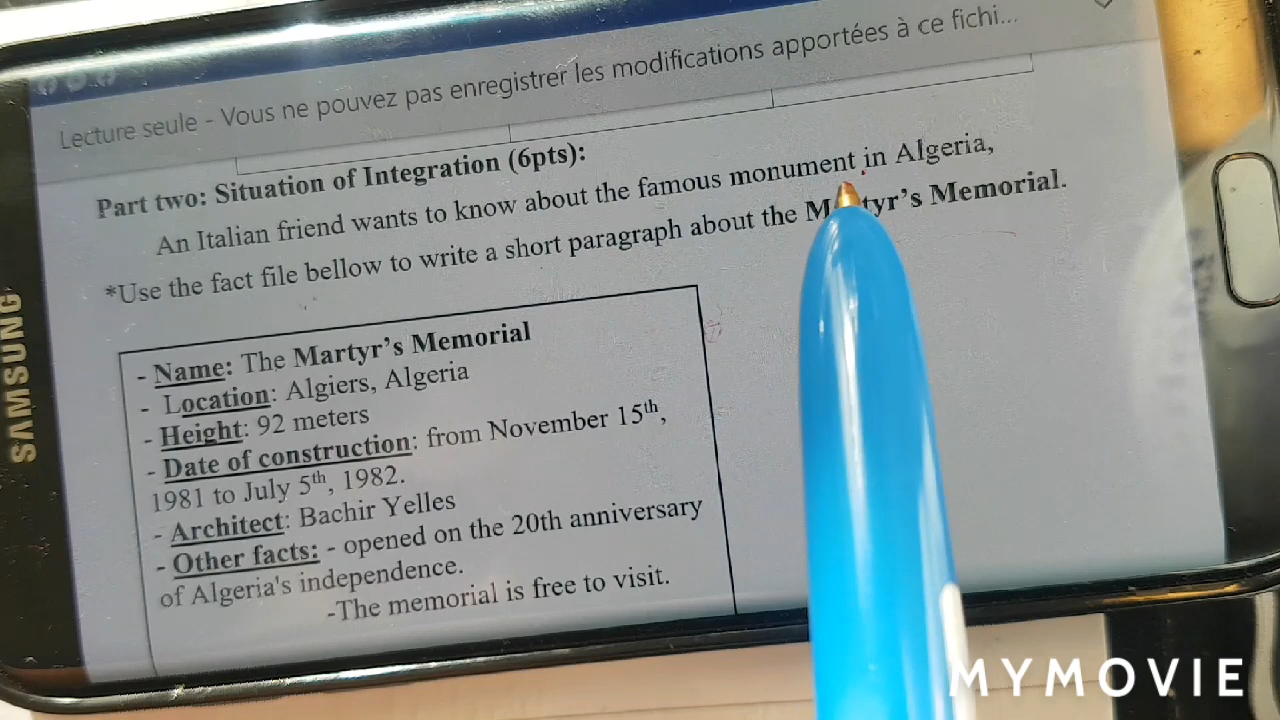 SAMSUNG
Lecture seule - Vous ne pouvez pas enregistrer les modifications apportées à ce fichi...
Part two: Situation of Integration (6pts):
An Italian friend wants to know about the famous monument in Algeria,
*Use the fact file bellow to write a short paragraph about the Martyr's Memorial.
- Name: The Martyr's Memorial
- Location: Algiers, Algeria
- Height: 92 meters
- Date of construction: from November 15th,
1981 to July 5th, 1982.
- Architect: Bachir Yelles
- Other facts: - opened on the 20th anniversary
of Algeria's independence.
-The memorial is free to visit.
MYMOVIE